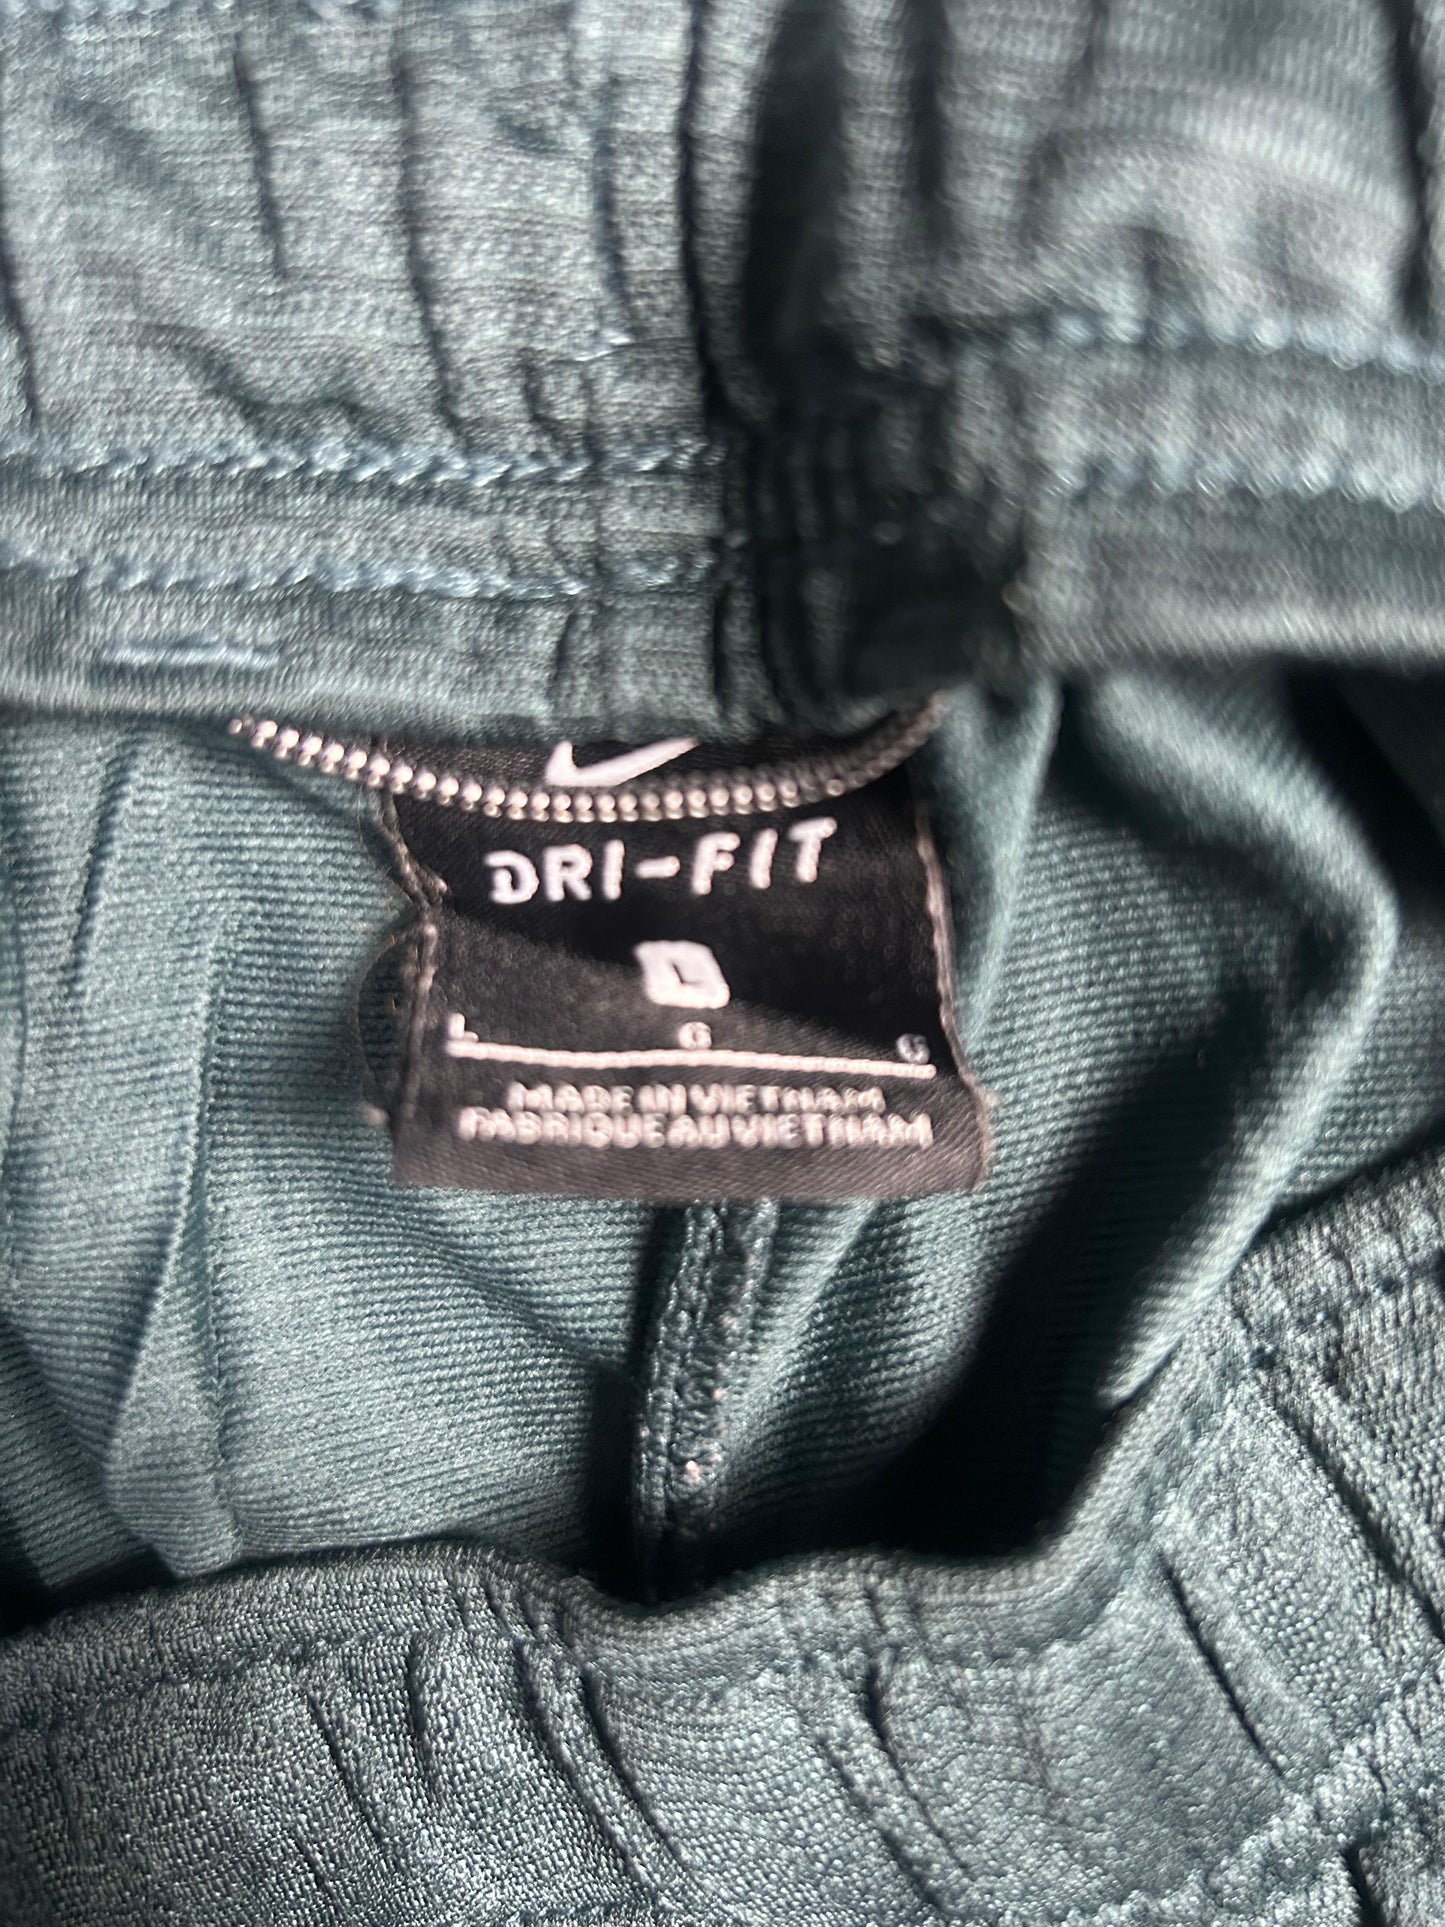 DRI-FIT
L
L G G
MADE IN VIETNAM
FABRIQUE AU VIETNAM